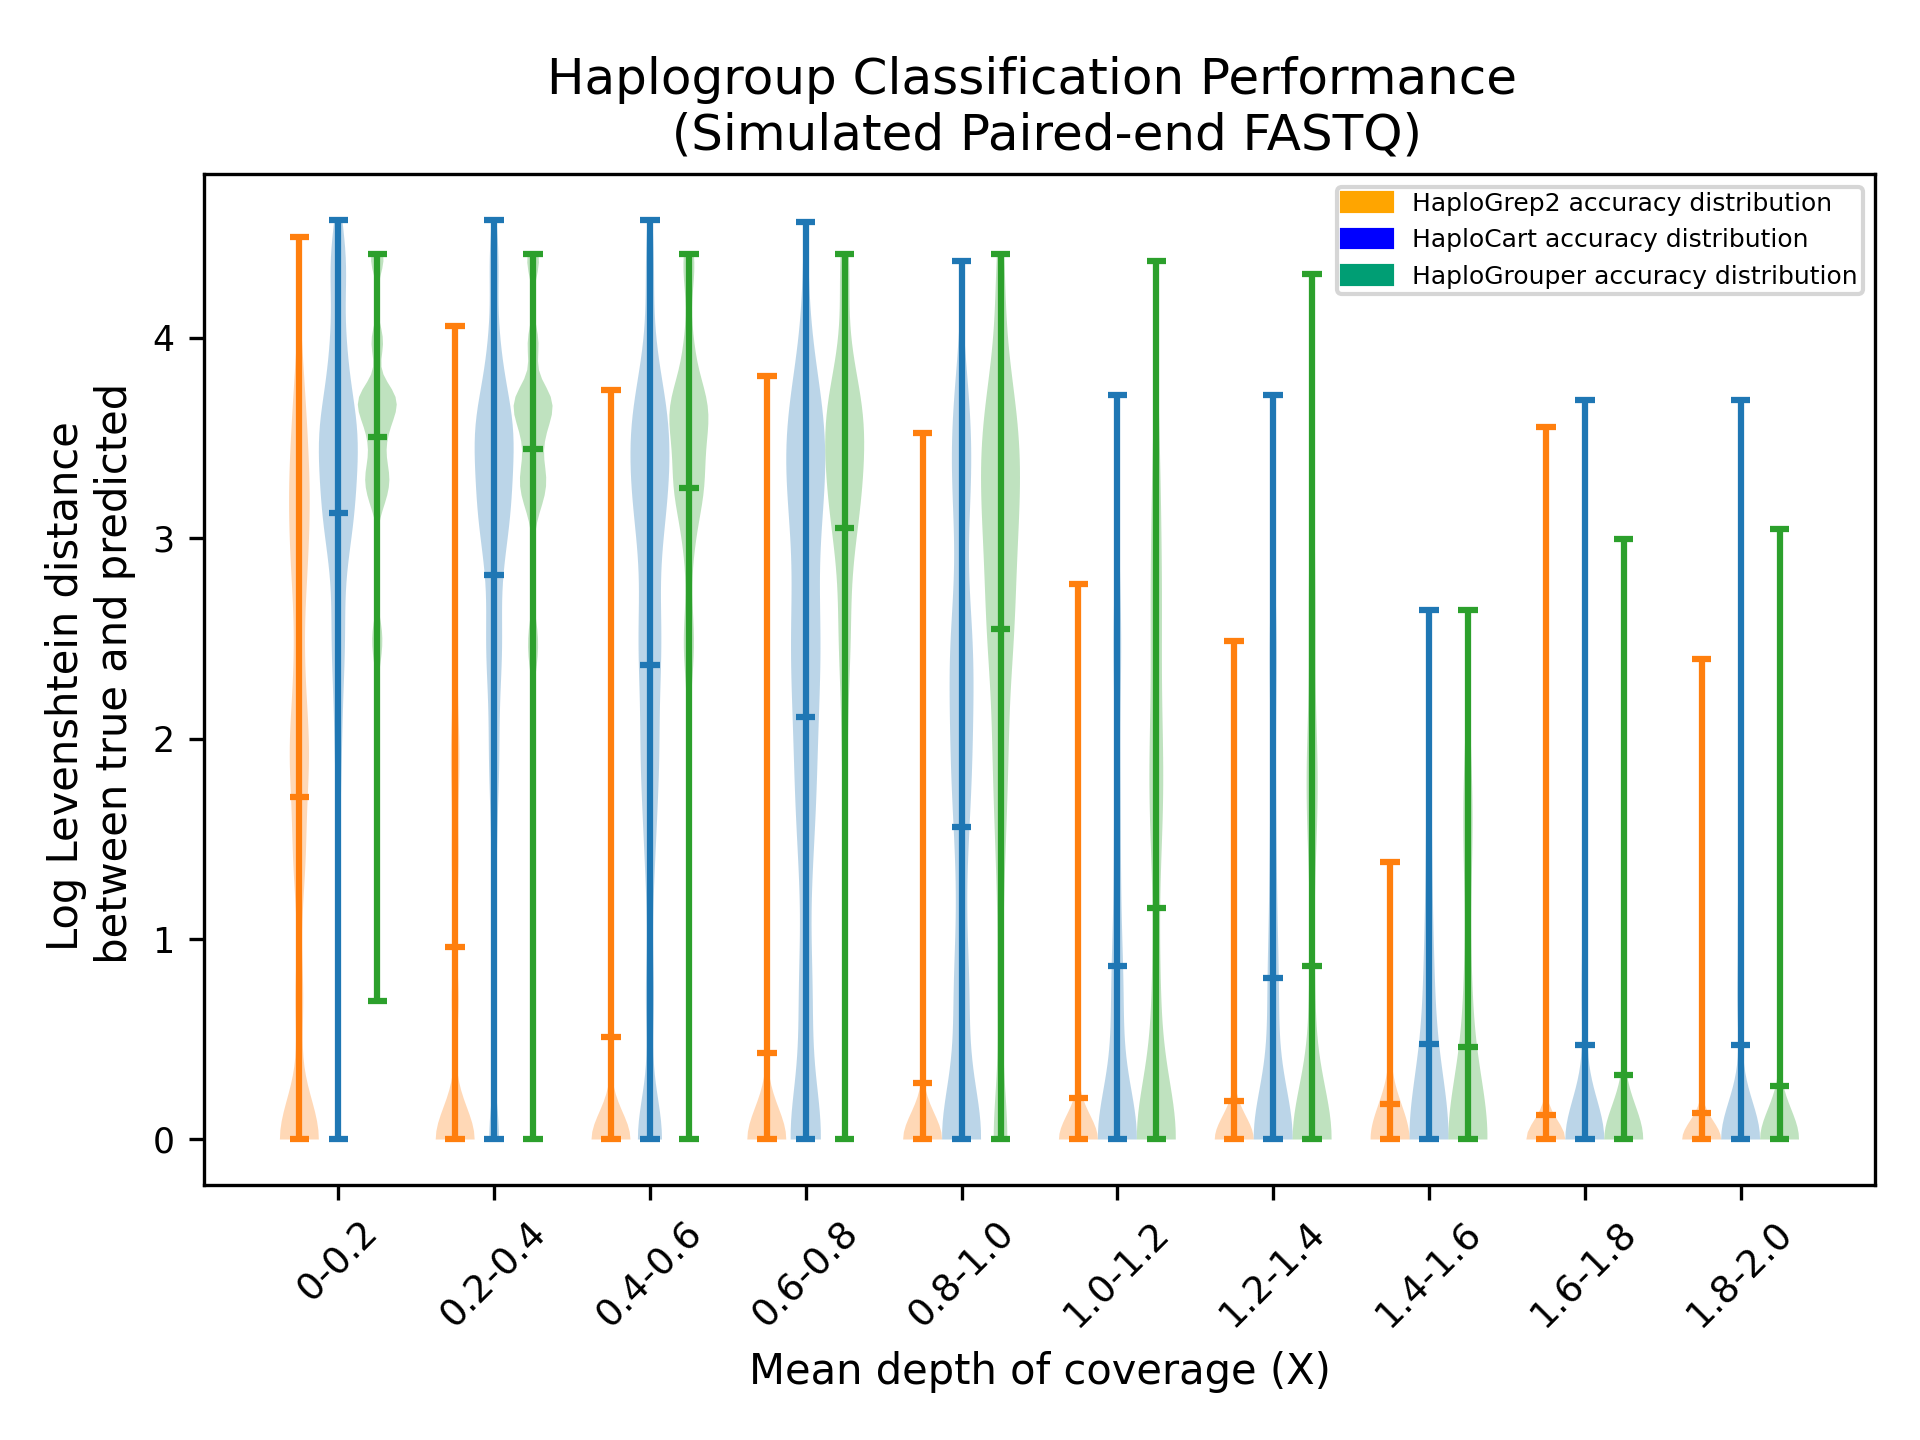 Haplogroup Classification Performance
(Simulated Paired-end FASTQ)
HaploGrep2 accuracy distribution
HaploCart accuracy distribution
HaploGrouper accuracy distribution
Log Levenshtein distance
between true and predicted
4
3
2
1
0
0-0.2
0.2-0.4
0.4-0.6
0.6-0.8
0.8-1.0
1.0-1.2
1.2-1.4
1.4-1.6
1.6-1.8
1.8-2.0
Mean depth of coverage (X)